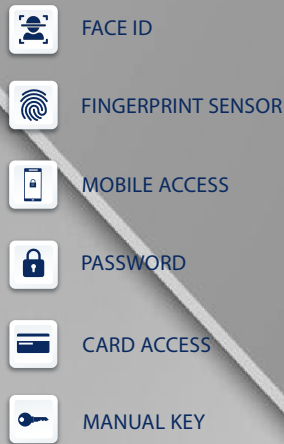 FACE ID
FINGERPRINT SENSOR
MOBILE ACCESS
PASSWORD
CARD ACCESS
MANUAL KEY